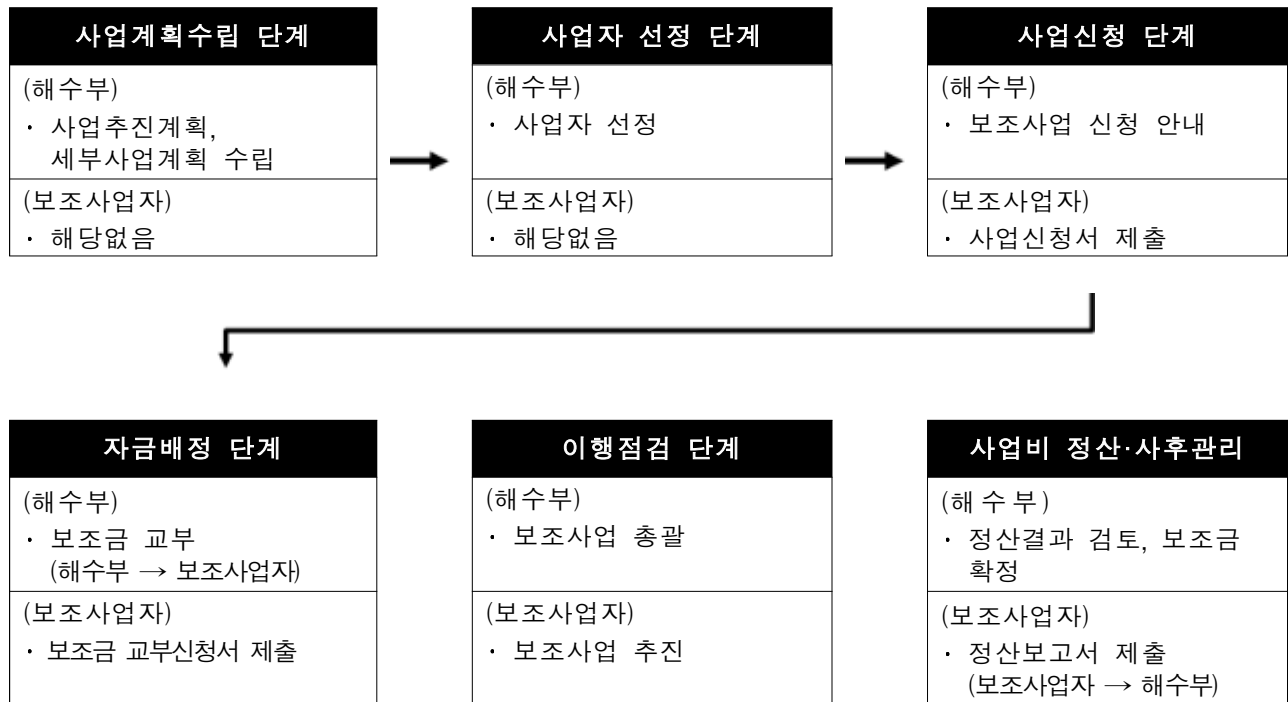 사업계획수립 단계
(해수부)
· 사업추진계획,
세부사업계획 수립
(보조사업자)
· 해당없음
사업자 선정 단계
(해수부)
· 사업자 선정
(보조사업자)
· 해당없음
사업신청 단계
(해수부)
· 보조사업 신청 안내
(보조사업자)
· 사업신청서 제출
자금배정 단계
(해수부)
· 보조금 교부
(해수부 → 보조사업자)
(보조사업자)
· 보조금 교부신청서 제출
이행점검 단계
(해수부)
· 보조사업 총괄
(보조사업자)
· 보조사업 추진
사업비 정산·사후관리
(해 수 부)
· 정산결과 검토, 보조금
확정
(보조사업자)
· 정산보고서 제출
(보조사업자 → 해수부)